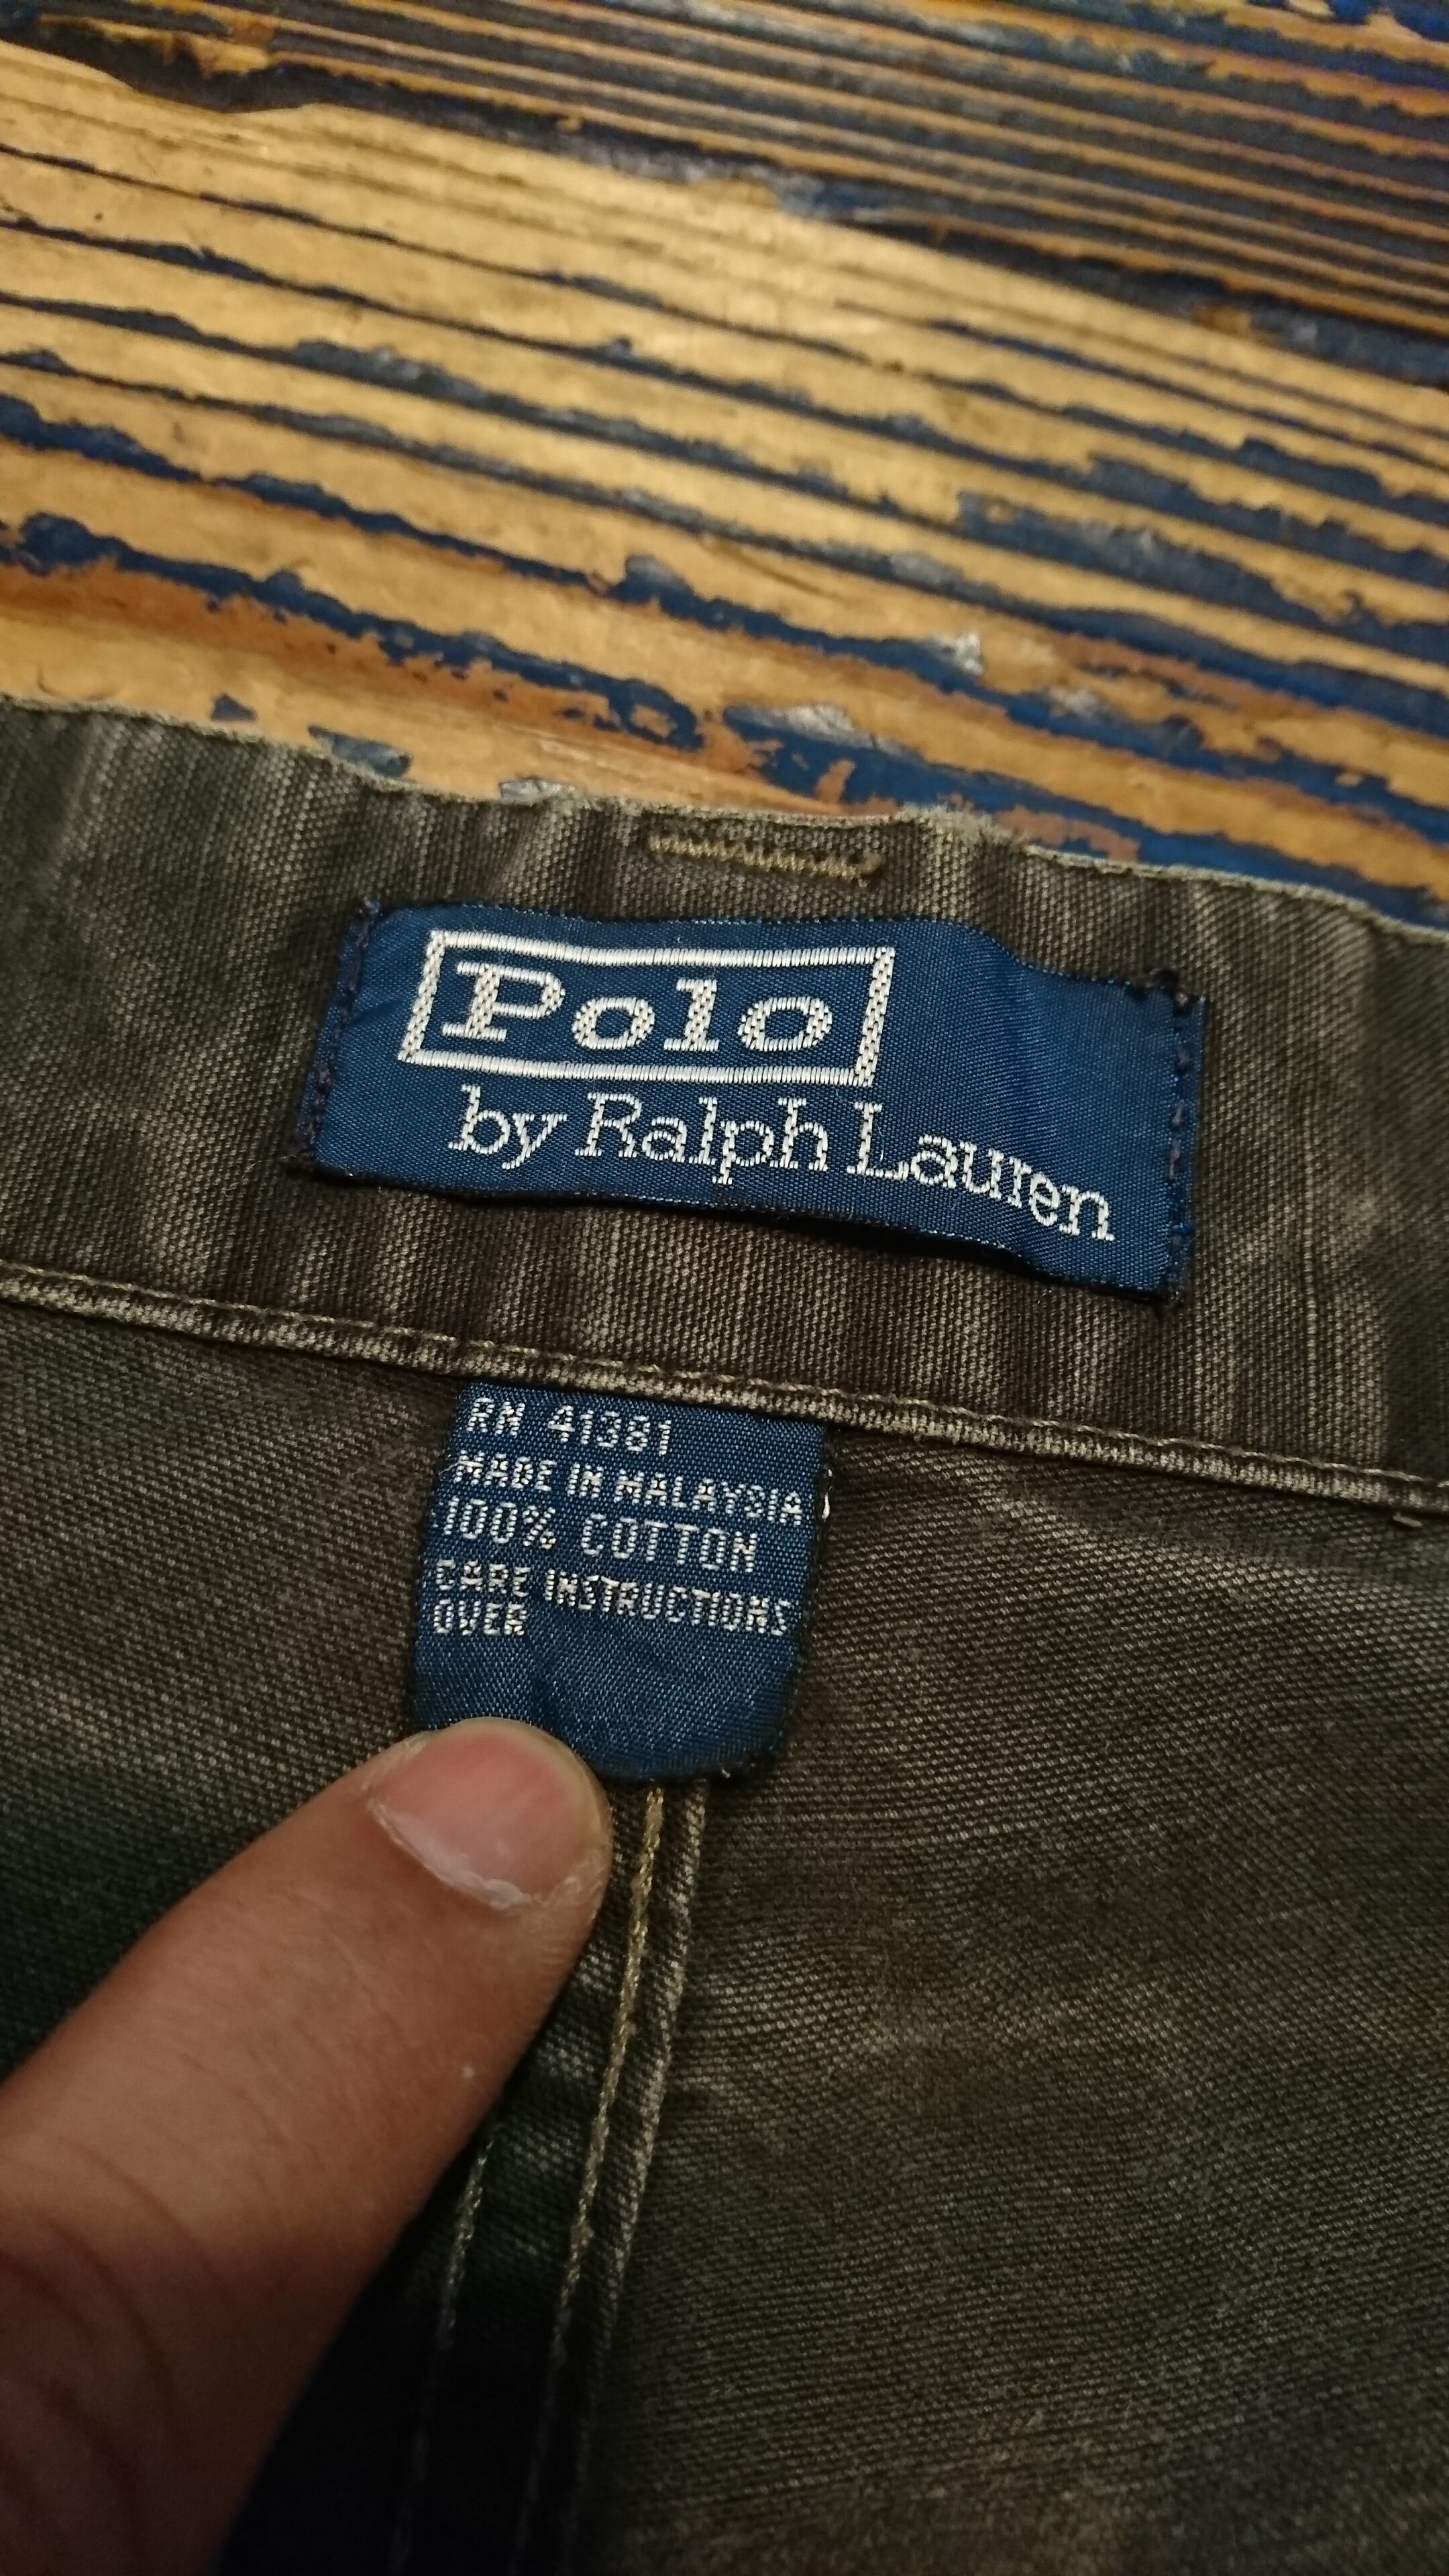 Polo
by Ralph Lauren
RN 41381
MADE IN MALAYSIA
100% COTTON
CARE INSTRUCTIONS
OVER